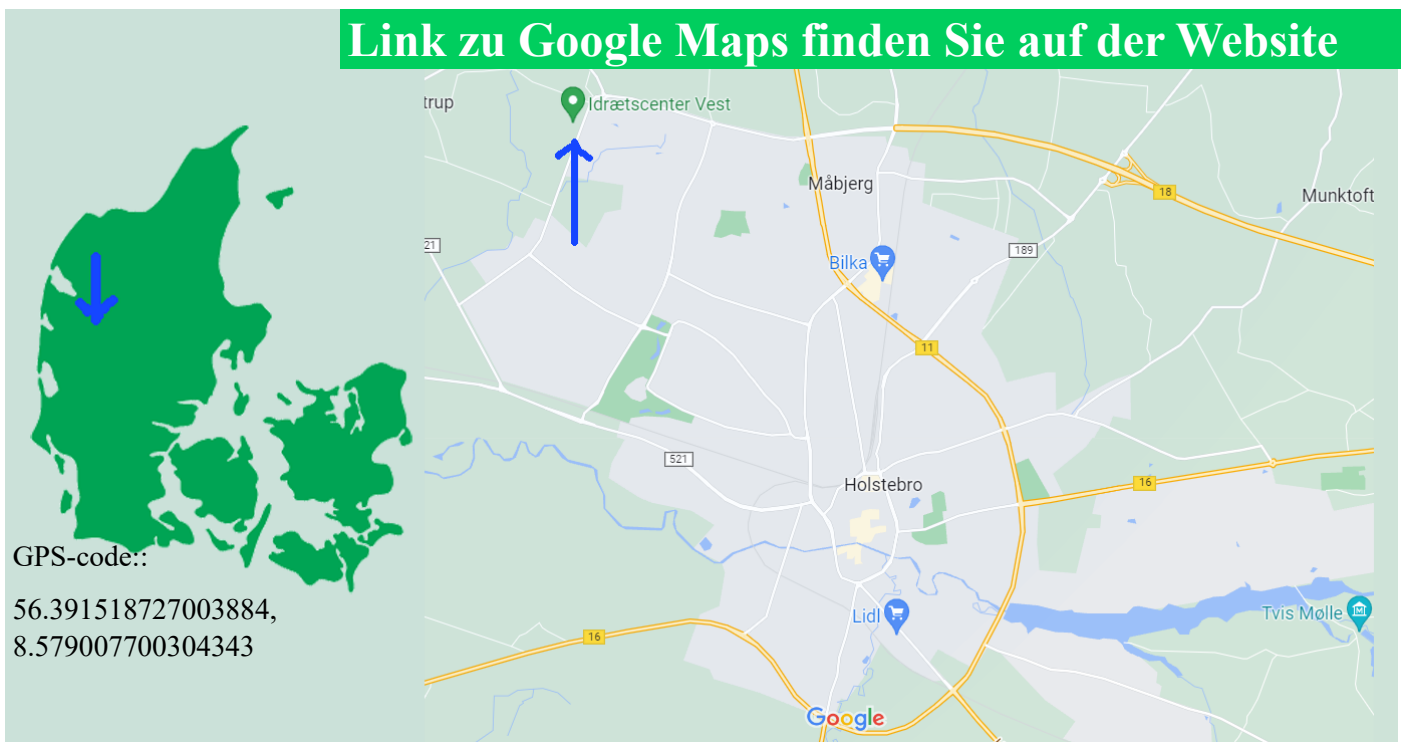 Link zu Google Maps finden Sie auf der Website
trup
Idrætscenter Vest
Måbjerg
18
Munktoft
21
189
Bilka
11
521
Holstebro
16
GPS-code::
56.391518727003884,
8.579007700304343
Lidl
Tvis Mølle
16
Google